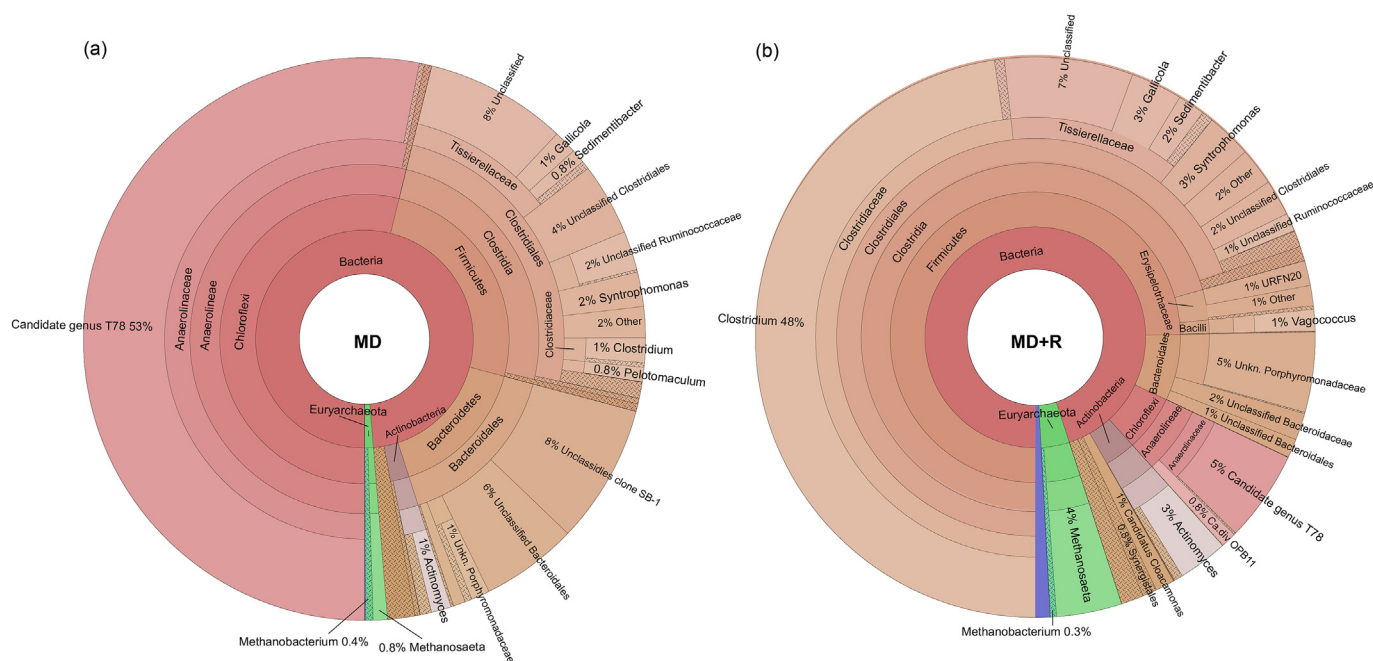 (a)
MD
Bacteria
Chloroflexi
Anaerolineae
Anaerolinaceae
Candidate genus T78 53%
Firmicutes
Clostridia
Clostridiales
Tissierellaceae
8% Unclassified
1% Gallicola
0.8% Sedimentibacter
4% Unclassified Clostridiales
2% Unclassified Ruminococcaceae
2% Syntrophomonas
2% Other
Clostridiaceae
1% Clostridium
0.8% Pelotomaculum
Bacteroidetes
Bacteroidales
8% Unclassidies clone SB-1
6% Unclassified Bacteroidales
1% Unkn. Porphyromonadaceae
Actinobacteria
1% Actinomyces
Euryarchaeota
0.8% Methanosaeta
Methanobacterium 0.4%
(b)
MD+R
Bacteria
Firmicutes
Clostridia
Clostridiales
Clostridiaceae
Clostridium 48%
Tissierellaceae
7% Unclassified
3% Gallicola
2% Sedimentibacter
3% Syntrophomonas
2% Other
2% Unclassified Clostridiales
1% Unclassified Ruminococcaceae
Erysipelotrhaceae
1% URFN20
1% Other
Bacilli
1% Vagococcus
Bacteroidales
5% Unkn. Porphyromonadaceae
2% Unclassified Bacteroidaceae
1% Unclassified Bacteroidales
Chloroflexi
Anaerolineae
Anaerolinaceae
5% Candidate genus T78
0.8% Ca.div. OPB11
Actinobacteria
3% Actinomyces
1% Candidatus Cloacamonas
0.8% Synergistales
Euryarchaeota
4% Methanosaeta
Methanobacterium 0.3%